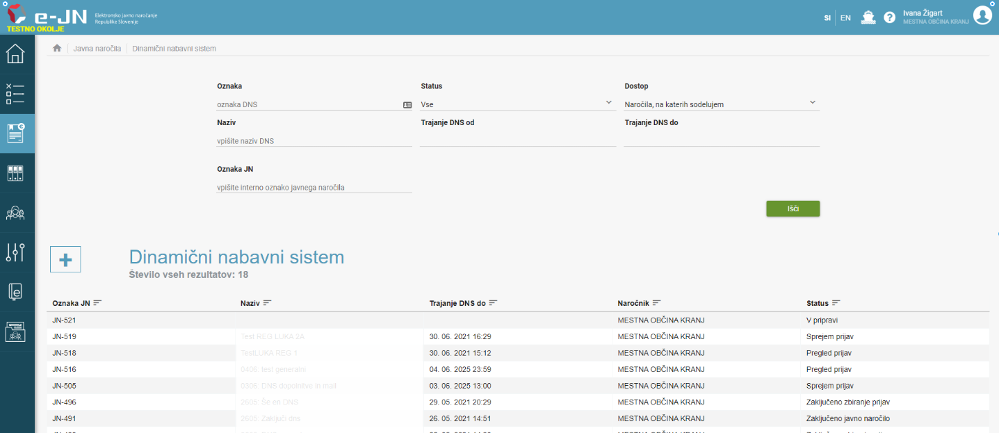 e-JN Elektronsko javno naročanje
Republike Slovenije
TESTNO OKOLJE
SI EN
Ivana Žigart
MESTNA OBČINA KRANJ
Javna naročila Dinamični nabavni sistem
Oznaka Status Dostop
oznaka DNS Vse Naročila, na katerih sodelujem
Naziv Trajanje DNS od Trajanje DNS do
vpišite naziv DNS
Oznaka JN
vpišite interno oznako javnega naročila
Išči
Dinamični nabavni sistem
Število vseh rezultatov: 18
Oznaka JN Naziv Trajanje DNS do Naročnik Status
JN-521 MESTNA OBČINA KRANJ V pripravi
JN-519 Test REG LUKA 2A 30. 06. 2021 16:29 MESTNA OBČINA KRANJ Sprejem prijav
JN-518 TestLUKA REG 1 30. 06. 2021 15:12 MESTNA OBČINA KRANJ Pregled prijav
JN-516 0406: test generalni 04. 06. 2025 23:59 MESTNA OBČINA KRANJ Pregled prijav
JN-505 0306: DNS dopolnitve in mail 03. 06. 2025 13:00 MESTNA OBČINA KRANJ Sprejem prijav
JN-496 2605: Še en DNS 29. 05. 2021 20:29 MESTNA OBČINA KRANJ Zaključeno zbiranje prijav
JN-491 2605: Zaključi dns 26. 05. 2021 14:51 MESTNA OBČINA KRANJ Zaključeno javno naročilo